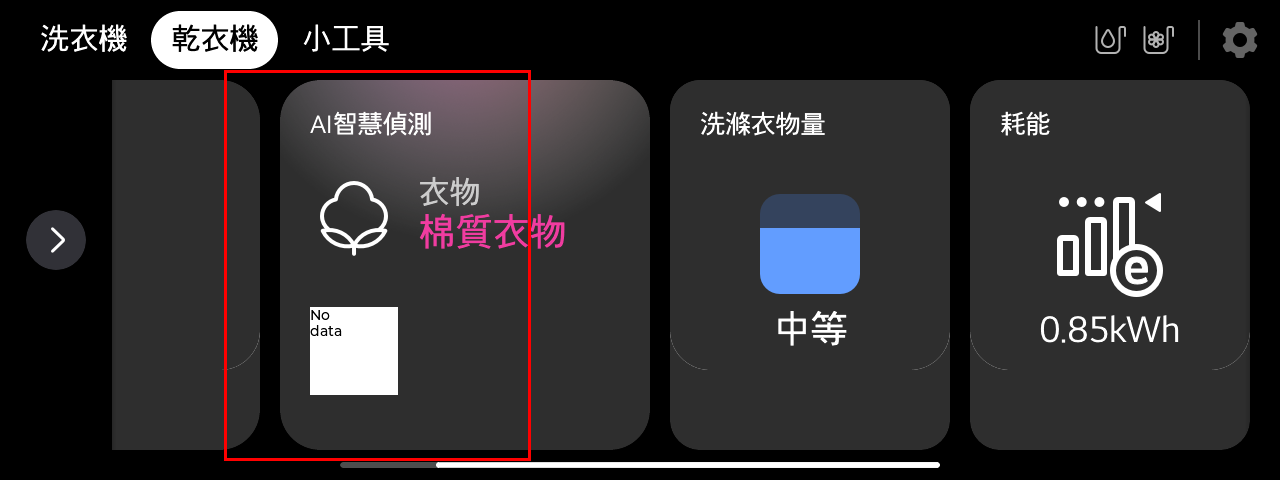 洗衣機 乾衣機 小工具
AI智慧偵測
衣物
棉質衣物
No
data
洗滌衣物量
中等
耗能
e
0.85kWh